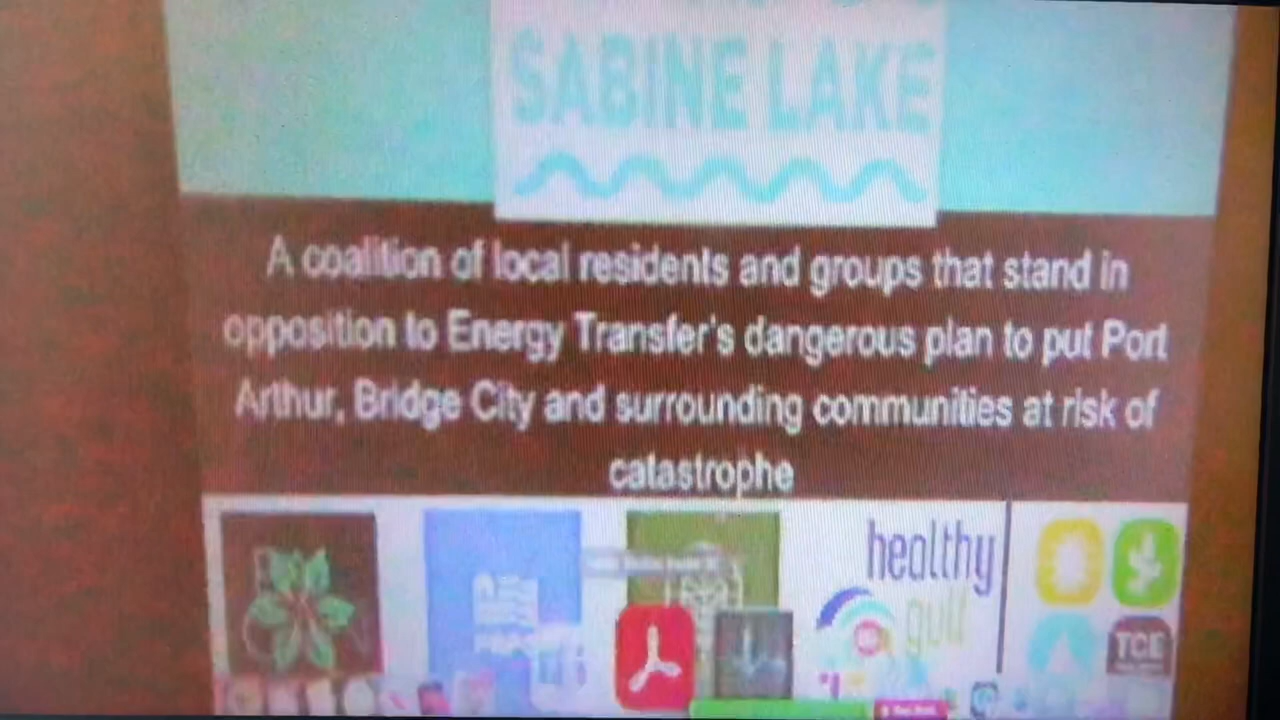 SABINE LAKE
A coalition of local residents and groups that stand in
opposition to Energy Transfer's dangerous plan to put Port
Arthur, Bridge City and surrounding communities at risk of
catastrophe
healthy
gulf
TCE